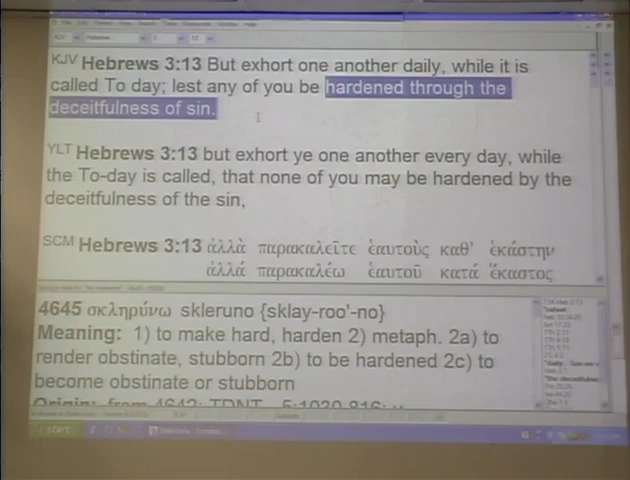 KJV Hebrews 3:13 But exhort one another daily, while it is
called To day; lest any of you be hardened through the
deceitfulness of sin.
YLT Hebrews 3:13 but exhort ye one another every day, while
the To-day is called, that none of you may be hardened by the
deceitfulness of the sin,
SCM Hebrews 3:13 ἀλλὰ παρακαλεῖτε ἑαυτοὺς καθ’ ἑκάστην
ἀλλά παρακαλέω ἑαυτοῦ κατά ἕκαστος
4645 σκληρύνω skleruno {sklay-roo'-no}
Meaning: 1) to make hard, harden 2) metaph. 2a) to
render obstinate, stubborn 2b) to be hardened 2c) to
become obstinate or stubborn
Origin: from 4642; TDNT
start